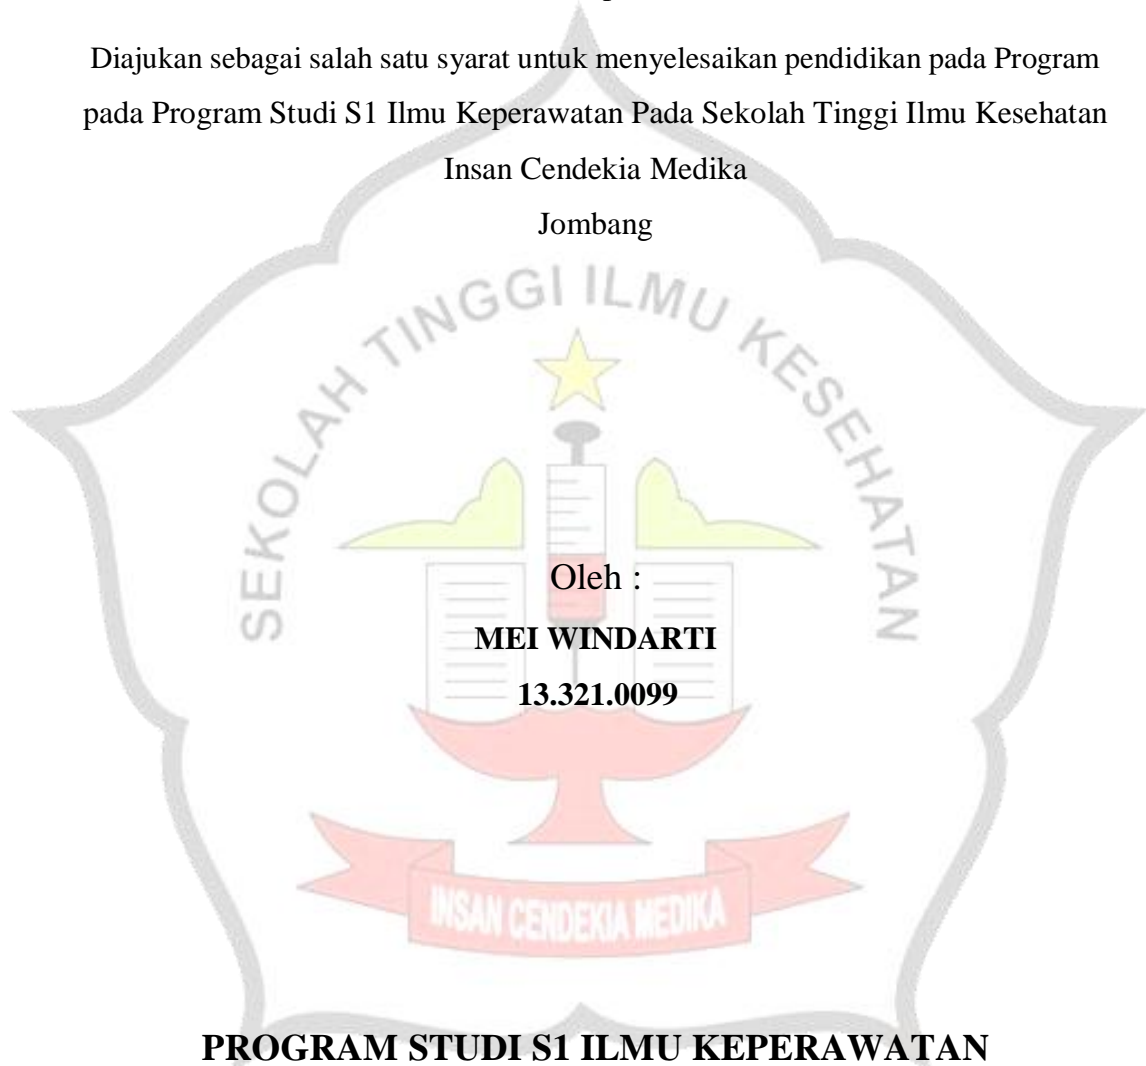 Diajukan sebagai salah satu syarat untuk menyelesaikan pendidikan pada Program
pada Program Studi S1 Ilmu Keperawatan Pada Sekolah Tinggi Ilmu Kesehatan
Insan Cendekia Medika
Jombang
SEKOLAH TINGGI ILMU KESEHATAN
Oleh :
MEI WINDARTI
13.321.0099
INSAN CENDEKIA MEDIKA
PROGRAM STUDI S1 ILMU KEPERAWATAN